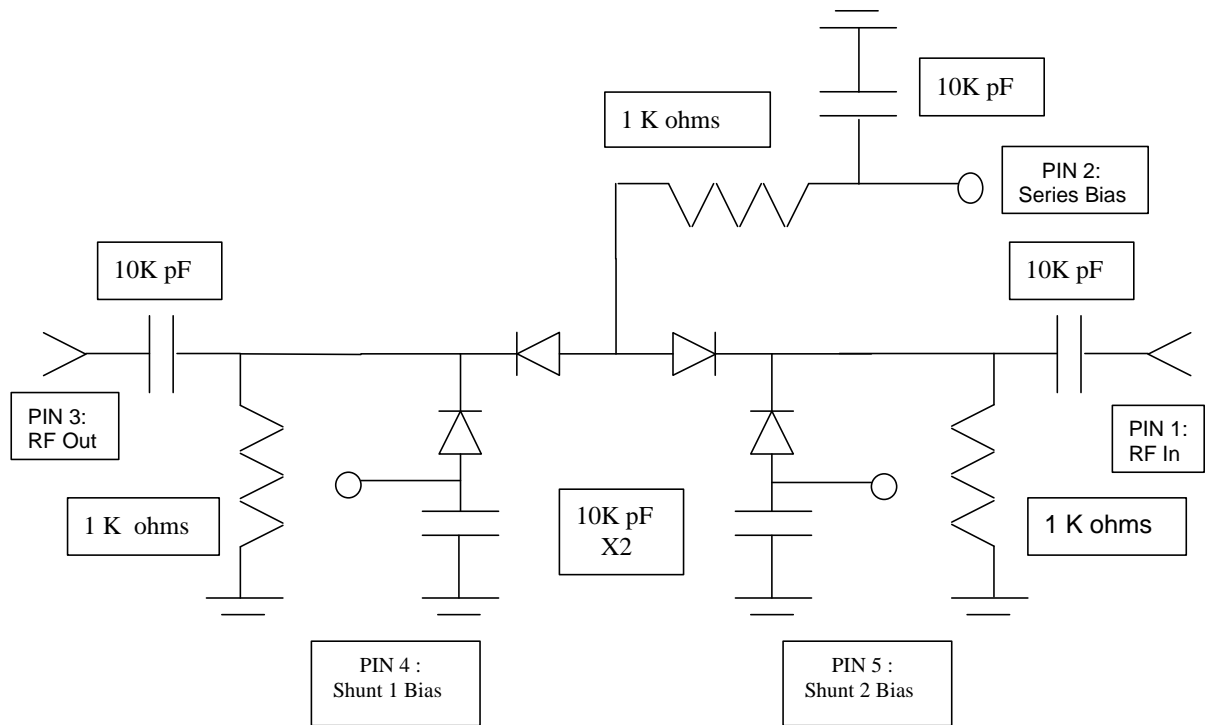 10K pF
1 K ohms
PIN 2:
Series Bias
10K pF
10K pF
PIN 3:
RF Out
PIN 1:
RF In
1 K  ohms
10K pF
X2
1 K ohms
PIN 4 :
Shunt 1 Bias
PIN 5 :
Shunt 2 Bias